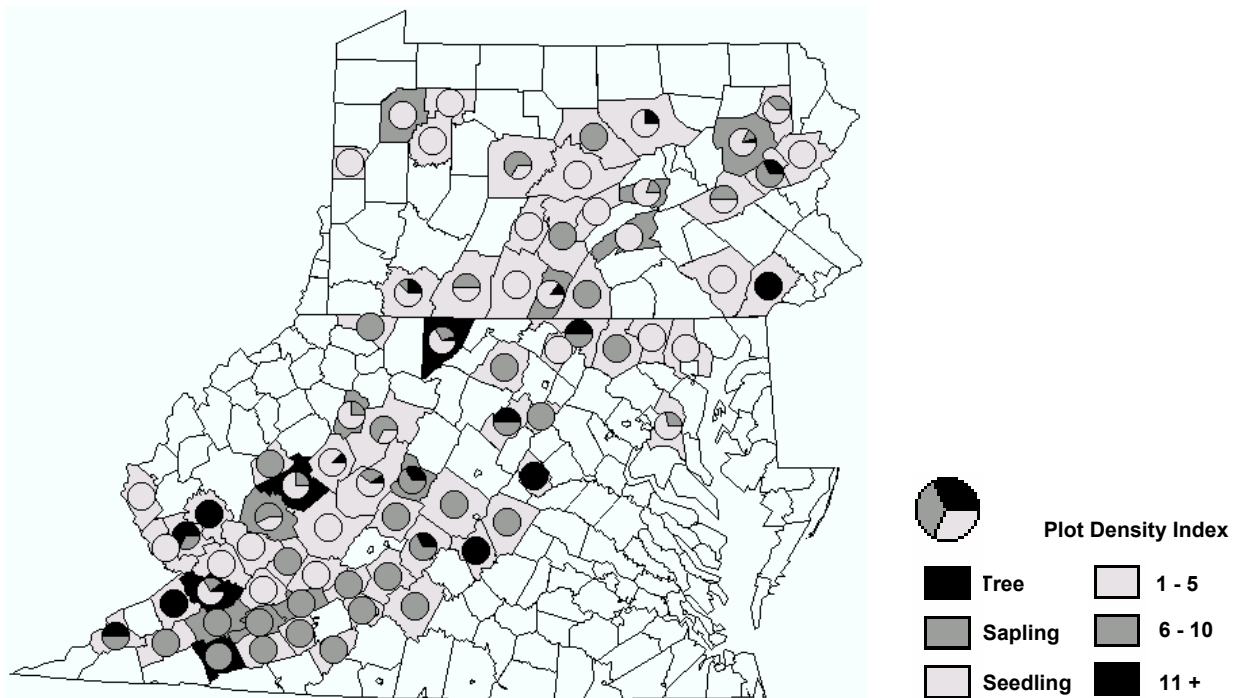 Plot Density Index
Tree 1 - 5
Sapling 6 - 10
Seedling 11 +